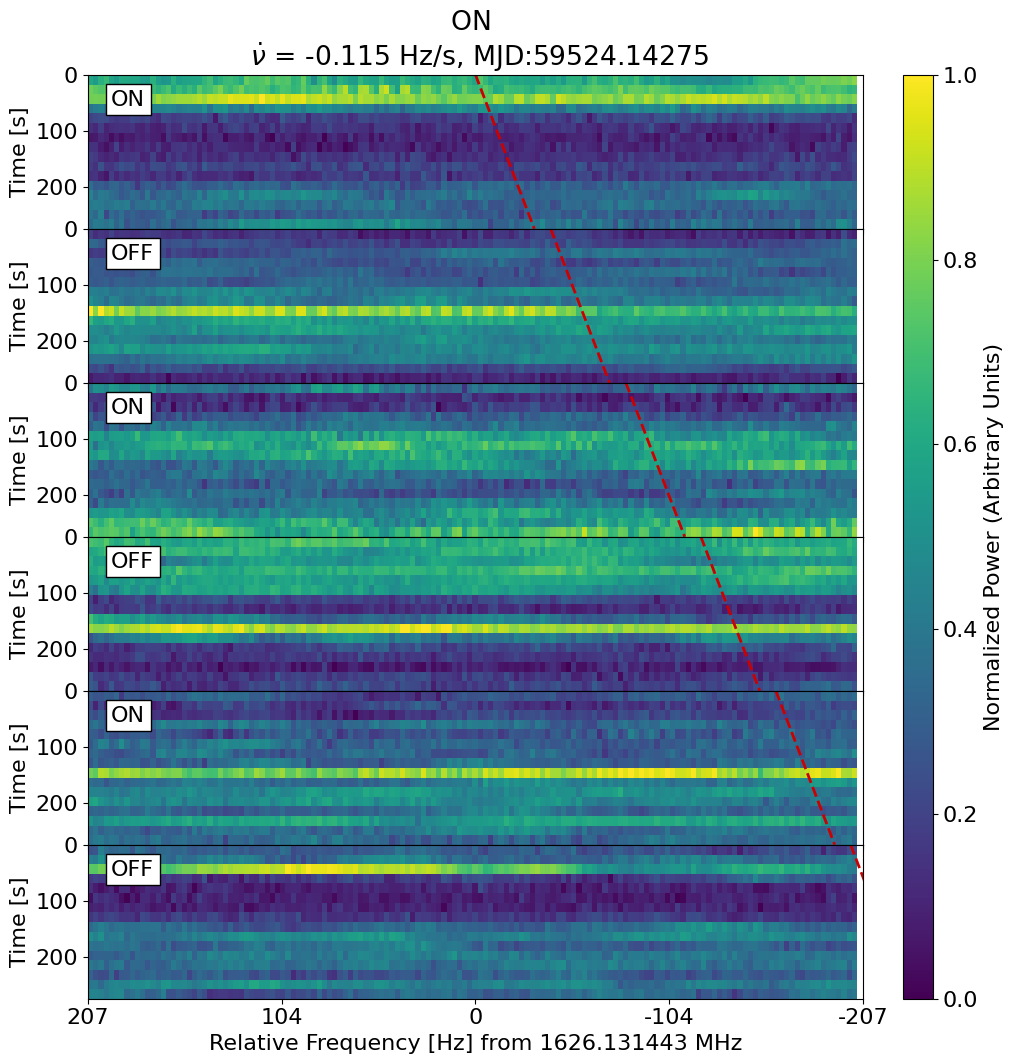 ON
ν̇ = -0.115 Hz/s, MJD:59524.14275
0
ON
100
200
Time [s]
0
OFF
100
200
Time [s]
0
ON
100
200
Time [s]
0
OFF
100
200
Time [s]
0
ON
100
200
Time [s]
0
OFF
100
200
Time [s]
207 104 0 -104 -207
Relative Frequency [Hz] from 1626.131443 MHz
1.0
0.8
0.6
0.4
0.2
0.0
Normalized Power (Arbitrary Units)